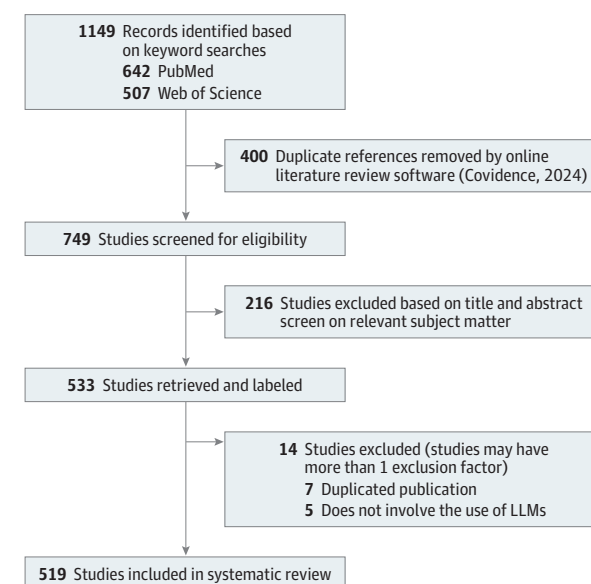 1149 Records identified based
on keyword searches
642 PubMed
507 Web of Science
400 Duplicate references removed by online
literature review software (Covidence, 2024)
749 Studies screened for eligibility
216 Studies excluded based on title and abstract
screen on relevant subject matter
533 Studies retrieved and labeled
14 Studies excluded (studies may have
more than 1 exclusion factor)
7 Duplicated publication
5 Does not involve the use of LLMs
519 Studies included in systematic review